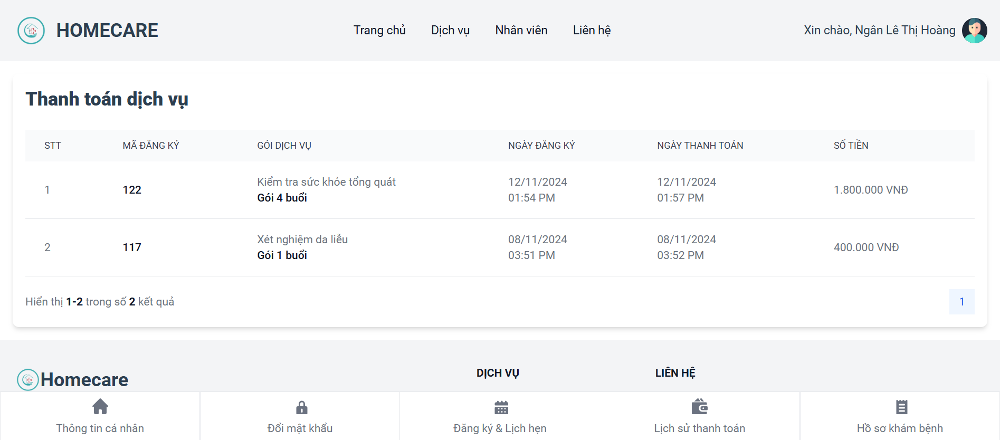 HOMECARE
Trang chủ
Dịch vụ
Nhân viên
Liên hệ
Xin chào, Ngân Lê Thị Hoàng
Thanh toán dịch vụ
STT
MÃ ĐĂNG KÝ
GÓI DỊCH VỤ
NGÀY ĐĂNG KÝ
NGÀY THANH TOÁN
SỐ TIỀN
1
122
Kiểm tra sức khỏe tổng quát
Gói 4 buổi
12/11/2024
01:54 PM
12/11/2024
01:57 PM
1.800.000 VNĐ
2
117
Xét nghiệm da liễu
Gói 1 buổi
08/11/2024
03:51 PM
08/11/2024
03:52 PM
400.000 VNĐ
Hiển thị 1-2 trong số 2 kết quả
1
Homecare
DỊCH VỤ
LIÊN HỆ
Thông tin cá nhân
Đổi mật khẩu
Đăng ký & Lịch hẹn
Lịch sử thanh toán
Hồ sơ khám bệnh